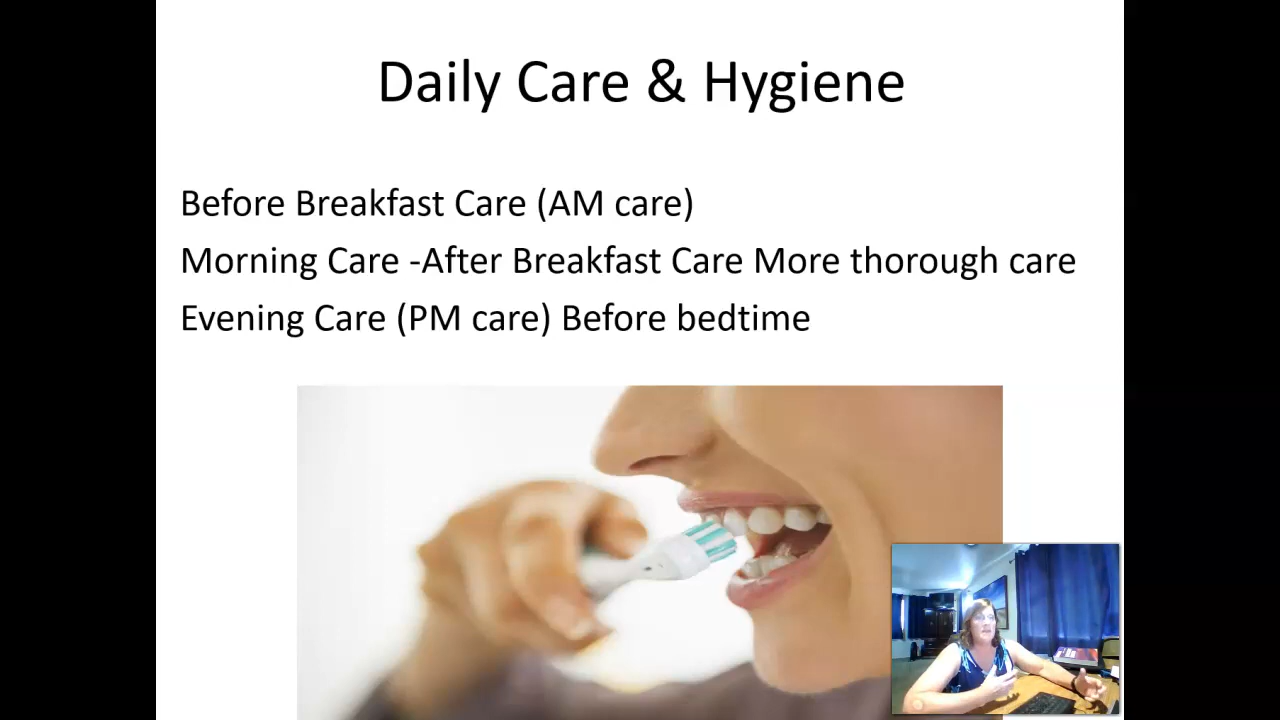 Daily Care & Hygiene
Before Breakfast Care (AM care)
Morning Care -After Breakfast Care More thorough care
Evening Care (PM care) Before bedtime